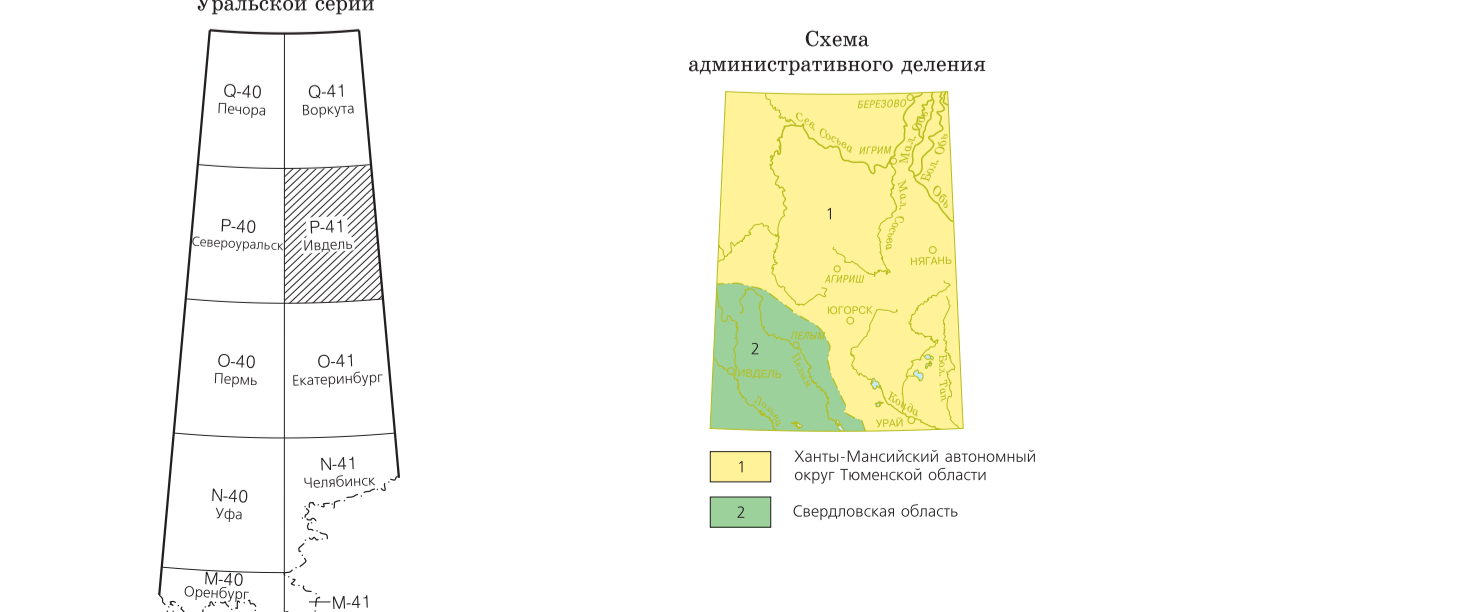 Уральской серии
Q-40
Печора
Q-41
Воркута
P-40
Североуральск
P-41
Ивдель
O-40
Пермь
O-41
Екатеринбург
N-40
Уфа
N-41
Челябинск
M-40
Оренбург
M-41
Схема
административного деления
БЕРЕЗОВО
Сев. Сосьва
ИГРИМ
Мал. Обь
Бол. Обь
Обь
1
Мал. Сосьва
НЯГАНЬ
АГИРИШ
ЮГОРСК
ПЕЛЫМ
2
Пелым
ИВДЕЛЬ
Лозьва
Бол. Тап
Конда
УРАЙ
1
Ханты-Мансийский автономный
округ Тюменской области
2
Свердловская область